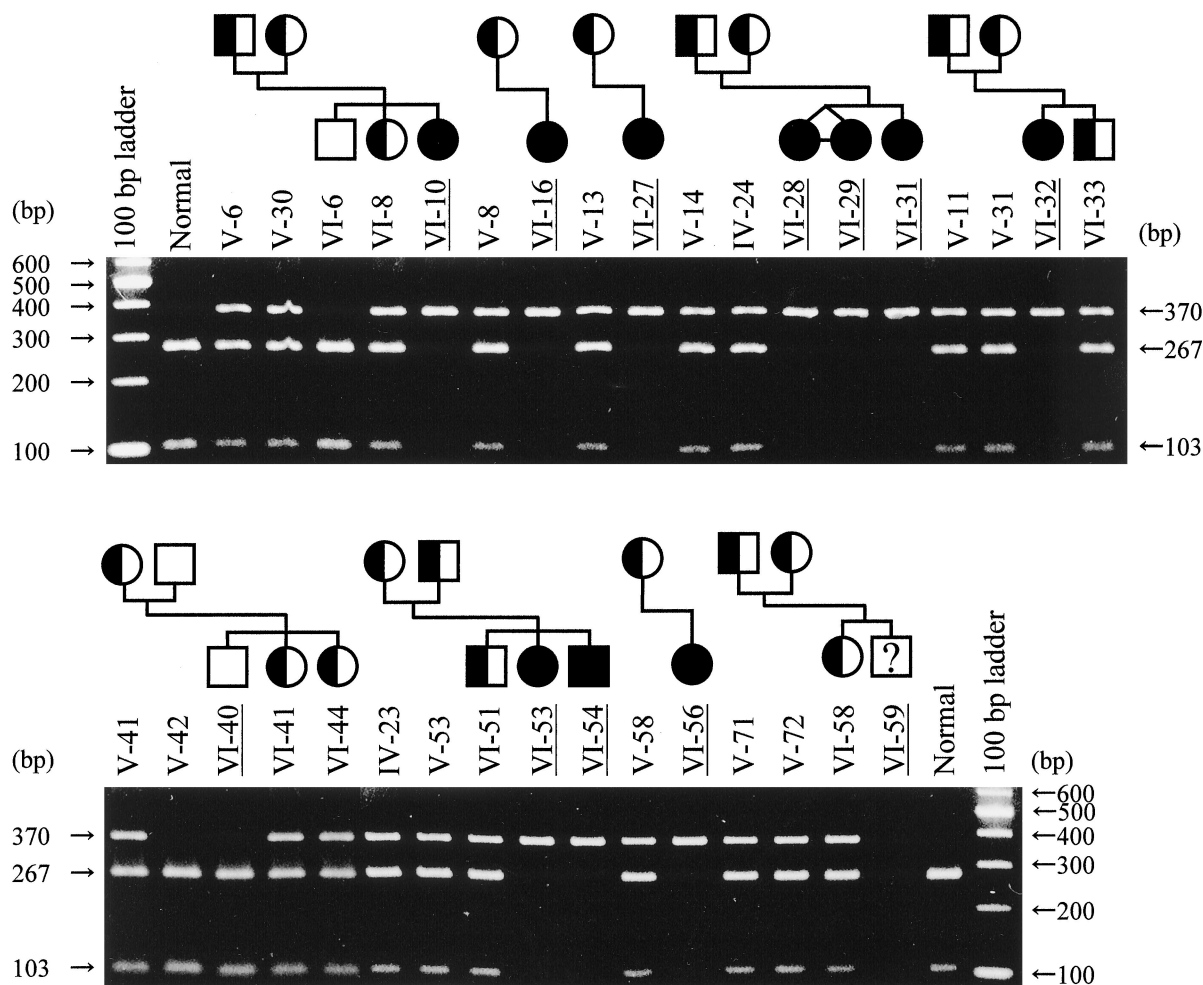 100 bp ladder
Normal
V-6
V-30
VI-6
VI-8
VI-10
V-8
VI-16
V-13
VI-27
V-14
IV-24
VI-28
VI-29
VI-31
V-11
V-31
VI-32
VI-33
(bp)
(bp)
600 →
500 →
400 →
300 →
200 →
100 →
←370
←267
←103
?
V-41
V-42
VI-40
VI-41
VI-44
IV-23
V-53
VI-51
VI-53
VI-54
V-58
VI-56
V-71
V-72
VI-58
VI-59
Normal
100 bp ladder
(bp)
(bp)
370 →
267 →
103 →
←600
←500
←400
←300
←200
←100